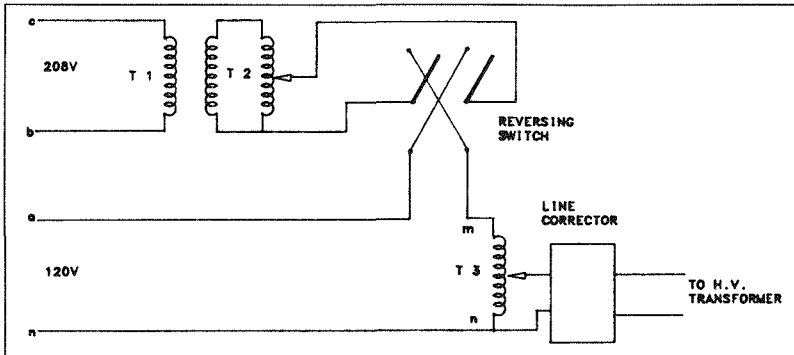 c
208V
T 1
T 2
b
REVERSING
SWITCH
a
LINE
CORRECTOR
m
120V
T 3
TO H.V.
TRANSFORMER
n
n